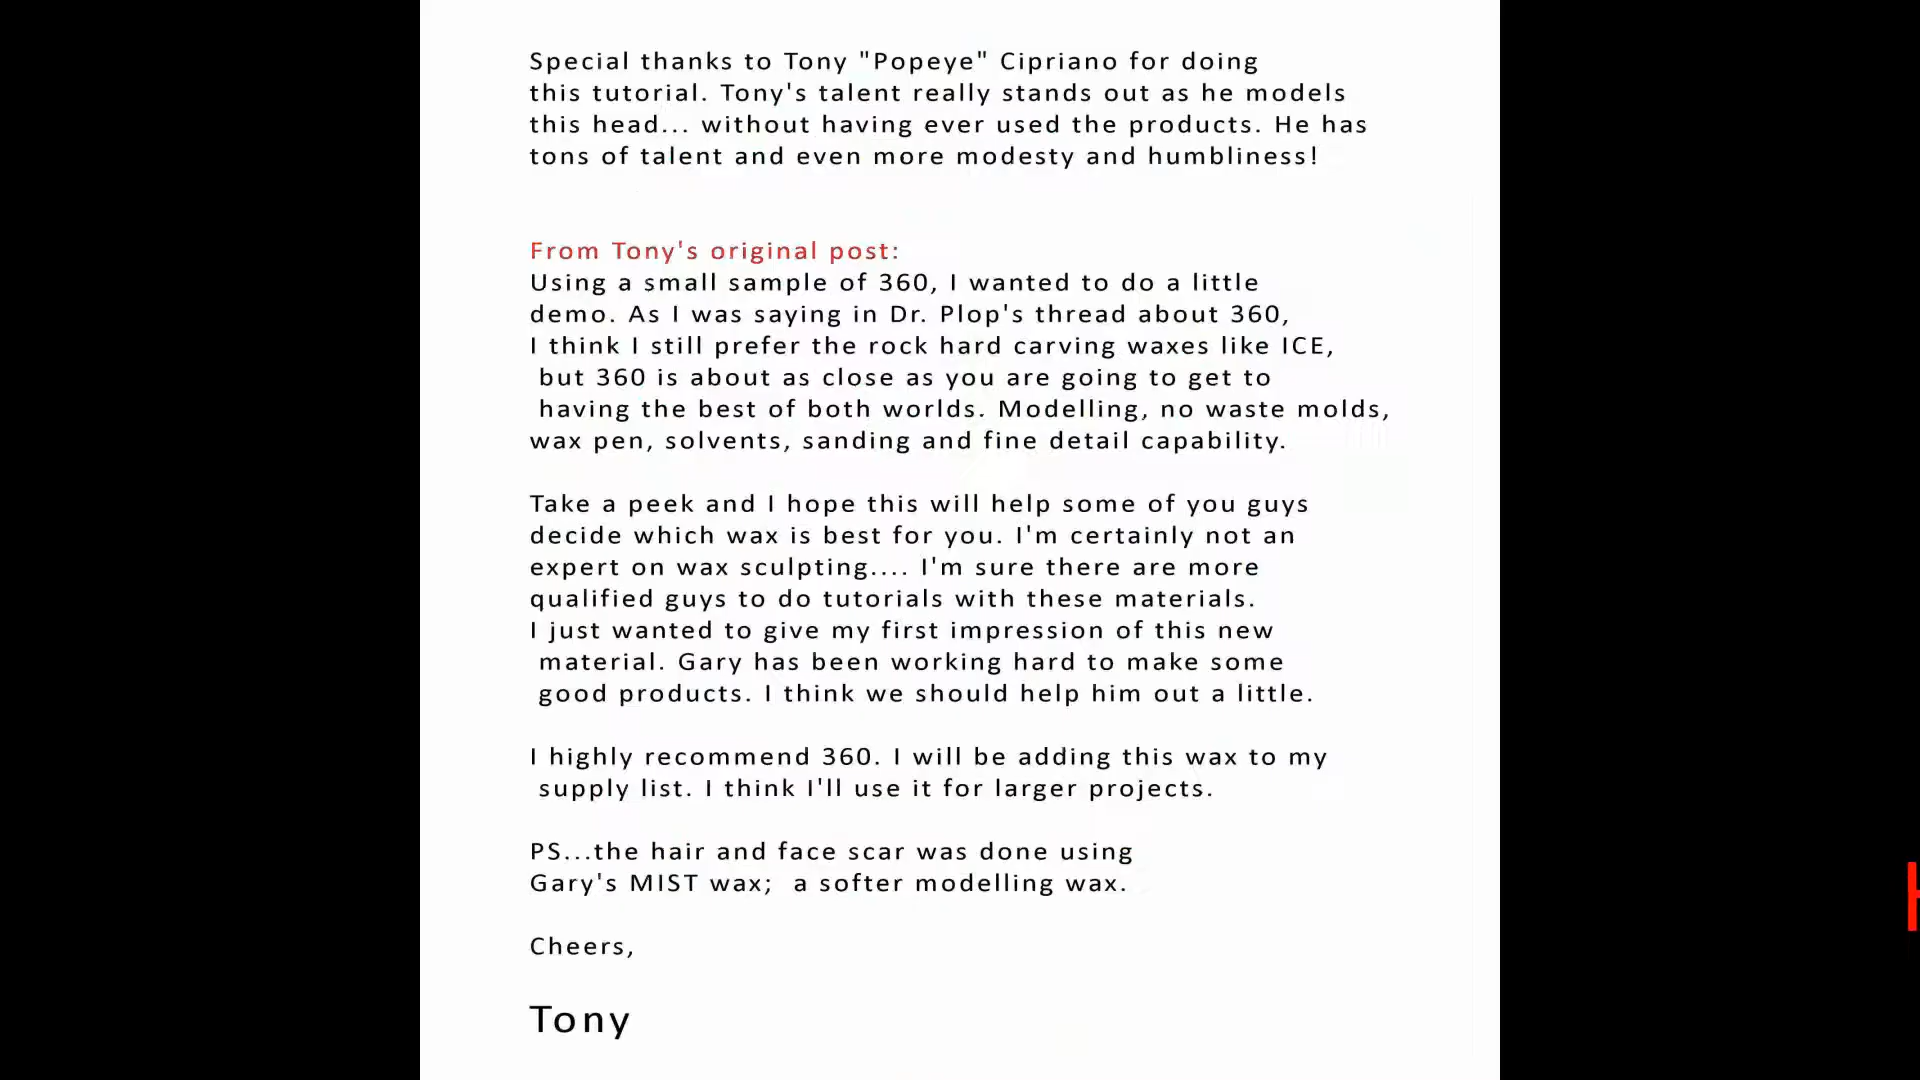 Special thanks to Tony "Popeye" Cipriano for doing
this tutorial. Tony's talent really stands out as he models
this head... without having ever used the products. He has
tons of talent and even more modesty and humbliness!
From Tony's original post:
Using a small sample of 360, I wanted to do a little
demo. As I was saying in Dr. Plop's thread about 360,
I think I still prefer the rock hard carving waxes like ICE,
but 360 is about as close as you are going to get to
having the best of both worlds. Modelling, no waste molds,
wax pen, solvents, sanding and fine detail capability.
Take a peek and I hope this will help some of you guys
decide which wax is best for you. I'm certainly not an
expert on wax sculpting.... I'm sure there are more
qualified guys to do tutorials with these materials.
I just wanted to give my first impression of this new
material. Gary has been working hard to make some
good products. I think we should help him out a little.
I highly recommend 360. I will be adding this wax to my
supply list. I think I'll use it for larger projects.
PS...the hair and face scar was done using
Gary's MIST wax;  a softer modelling wax.
Cheers,
Tony